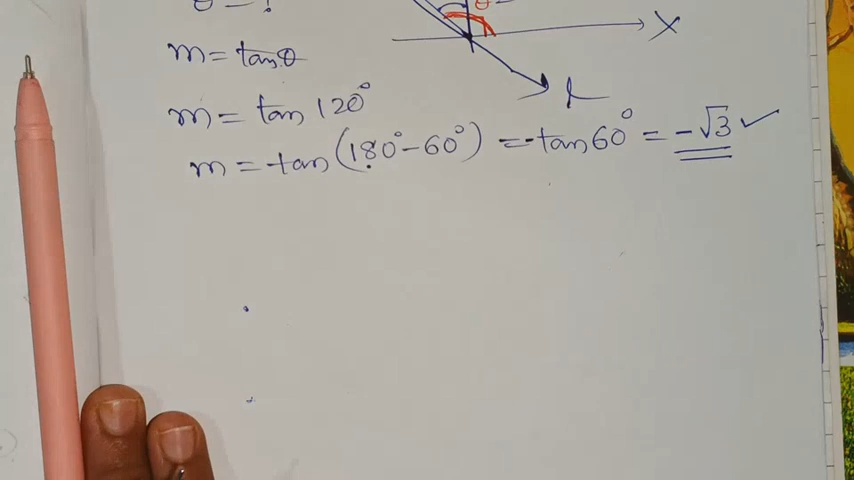 θ = ?
θ =
X
m = tanθ
L
m = tan 120°
m = tan (180° - 60°) = -tan 60° = -√3 ✓